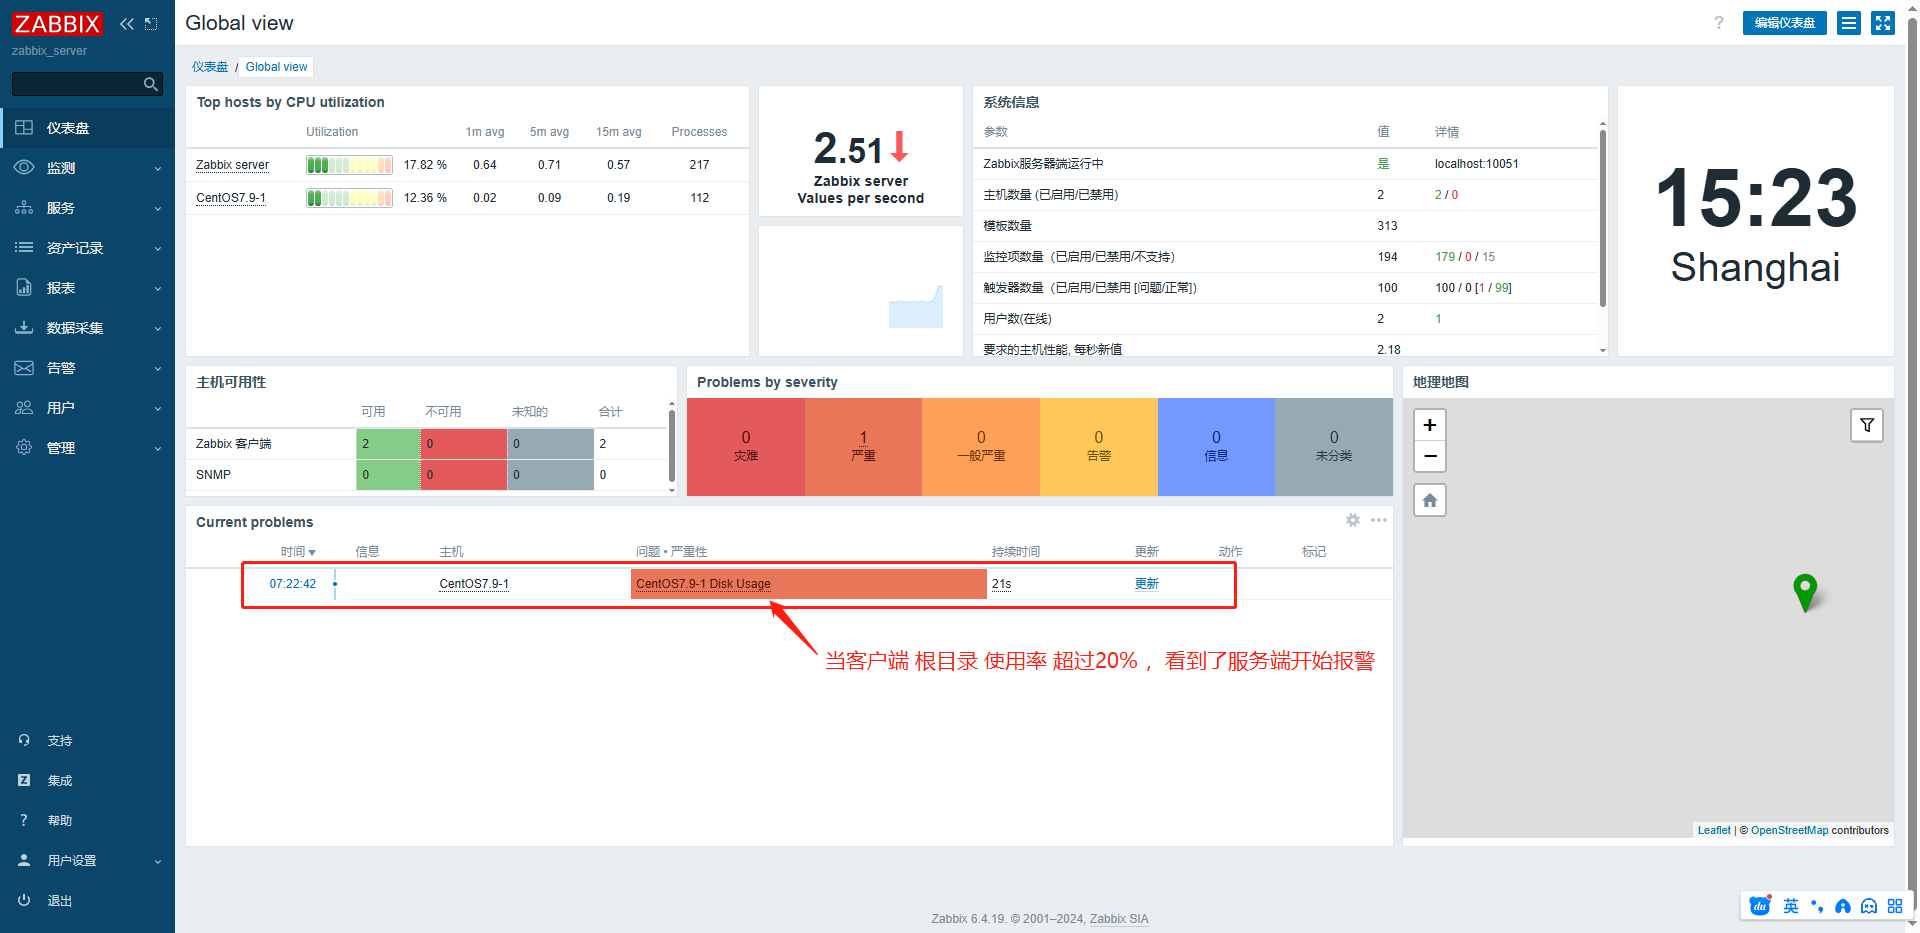 ZABBIX
zabbix_server
仪表盘
监测
服务
资产记录
报表
数据采集
告警
用户
管理
支持
集成
帮助
用户设置
退出
Global view
? 编辑仪表盘
仪表盘 / Global view
Top hosts by CPU utilization
Utilization 1m avg 5m avg 15m avg Processes
Zabbix server 17.82 % 0.64 0.71 0.57 217
CentOS7.9-1 12.36 % 0.02 0.09 0.19 112
2.51
Zabbix server
Values per second
系统信息
参数 值 详情
Zabbix服务器端运行中 是 localhost:10051
主机数量 (已启用/已禁用) 2 2 / 0
模板数量 313
监控项数量（已启用/已禁用/不支持） 194 179 / 0 / 15
触发器数量（已启用/已禁用 [问题/正常]） 100 100 / 0 [1 / 99]
用户数(在线) 2 1
要求的主机性能, 每秒新值 2.18
15:23
Shanghai
主机可用性
可用 不可用 未知的 合计
Zabbix 客户端 2 0 0 2
SNMP 0 0 0 0
Problems by severity
0 1 0 0 0 0
灾难 严重 一般严重 告警 信息 未分类
地理地图
+
−
Leaflet | © OpenStreetMap contributors
Current problems
时间 信息 主机 问题 • 严重性 持续时间 更新 动作 标记
07:22:42 CentOS7.9-1 CentOS7.9-1 Disk Usage 21s 更新
当客户端 根目录 使用率 超过20% ，看到了服务端开始报警
Zabbix 6.4.19. © 2001–2024, Zabbix SIA
du 英